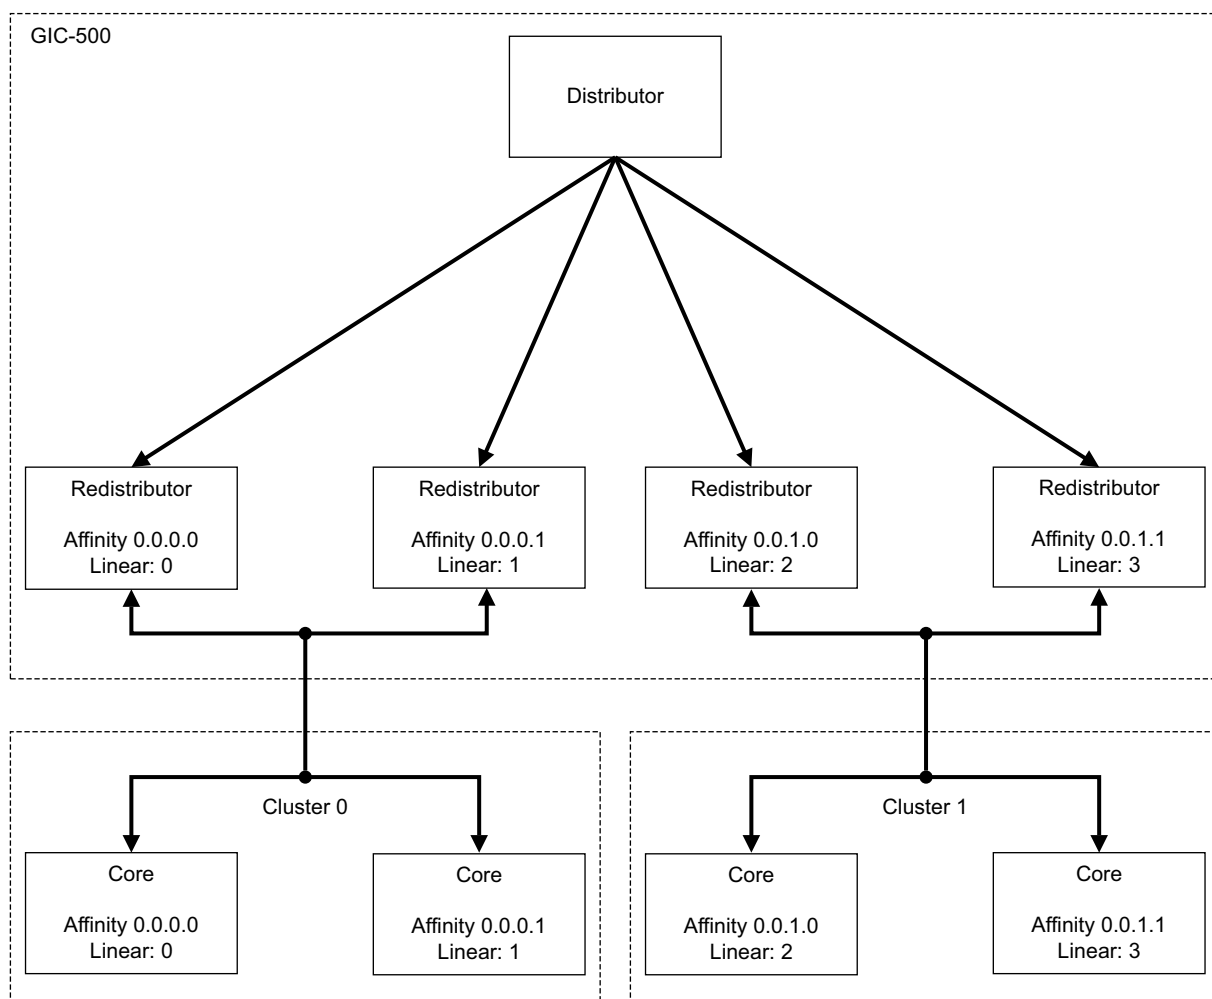 GIC-500
Distributor
Redistributor
Affinity 0.0.0.0
Linear: 0
Redistributor
Affinity 0.0.0.1
Linear: 1
Redistributor
Affinity 0.0.1.0
Linear: 2
Redistributor
Affinity 0.0.1.1
Linear: 3
Cluster 0
Cluster 1
Core
Affinity 0.0.0.0
Linear: 0
Core
Affinity 0.0.0.1
Linear: 1
Core
Affinity 0.0.1.0
Linear: 2
Core
Affinity 0.0.1.1
Linear: 3